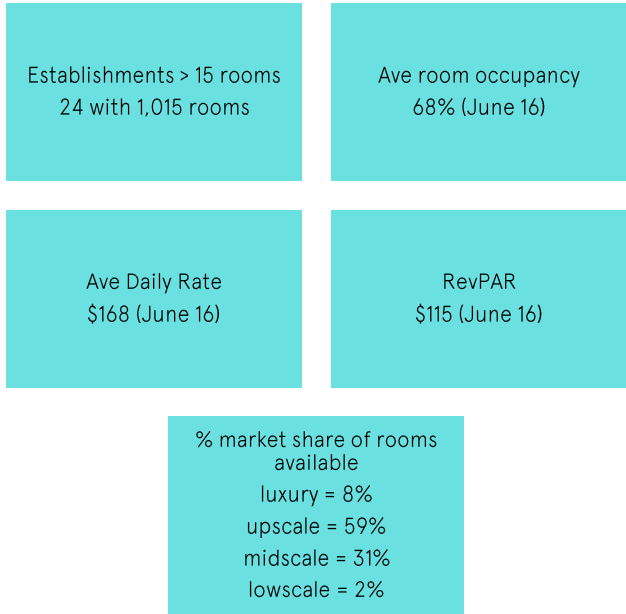 Establishments > 15 rooms
24 with 1,015 rooms
Ave room occupancy
68% (June 16)
Ave Daily Rate
$168 (June 16)
RevPAR
$115 (June 16)
% market share of rooms
available
luxury = 8%
upscale = 59%
midscale = 31%
lowscale = 2%